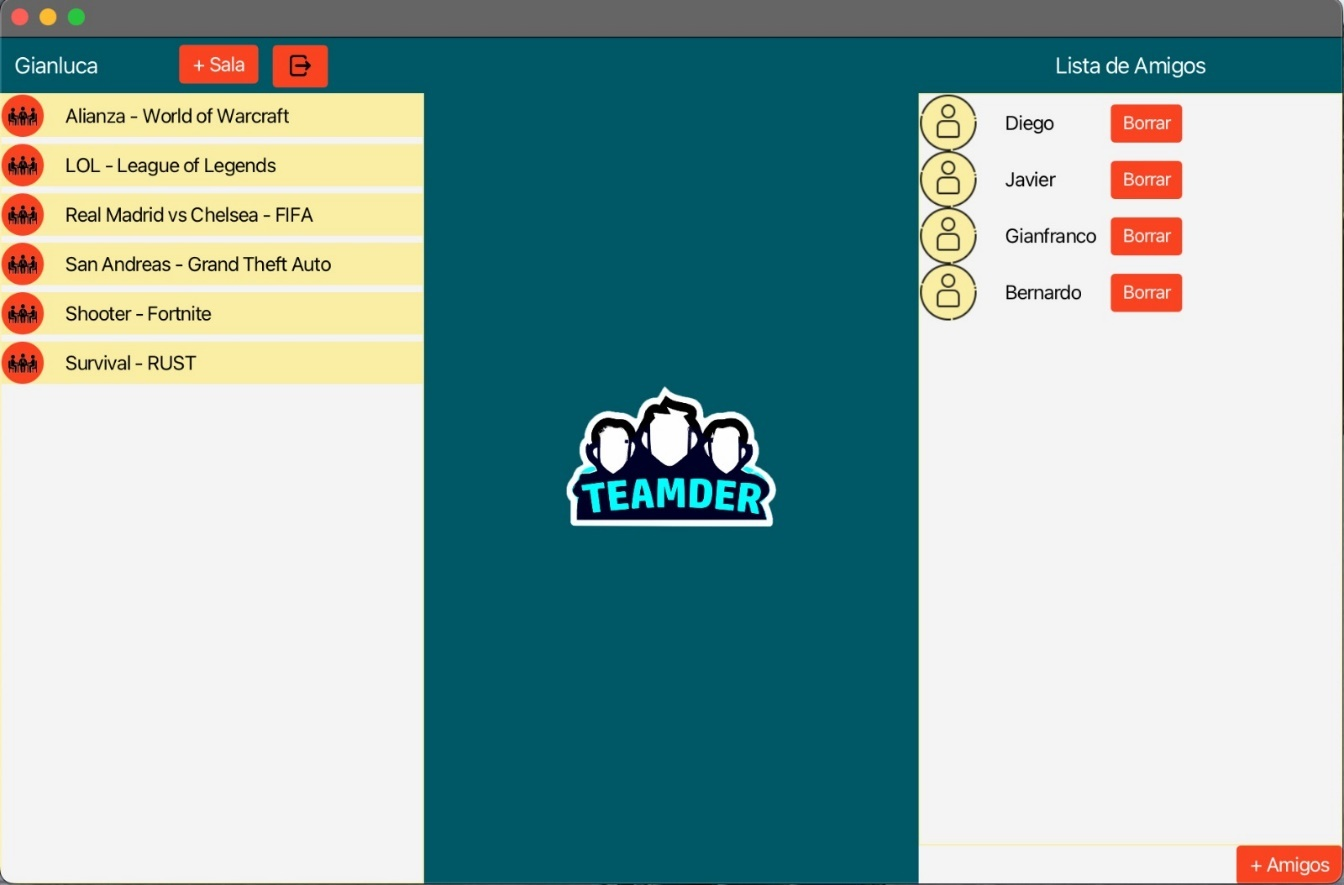 Gianluca
+ Sala
Lista de Amigos
Alianza - World of Warcraft
LOL - League of Legends
Real Madrid vs Chelsea - FIFA
San Andreas - Grand Theft Auto
Shooter - Fortnite
Survival - RUST
TEAMDER
Diego Borrar
Javier Borrar
Gianfranco Borrar
Bernardo Borrar
+ Amigos